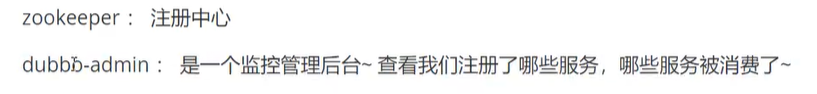 zookeeper： 注册中心
dubbo-admin： 是一个监控管理后台~ 查看我们注册了哪些服务，哪些服务被消费了~